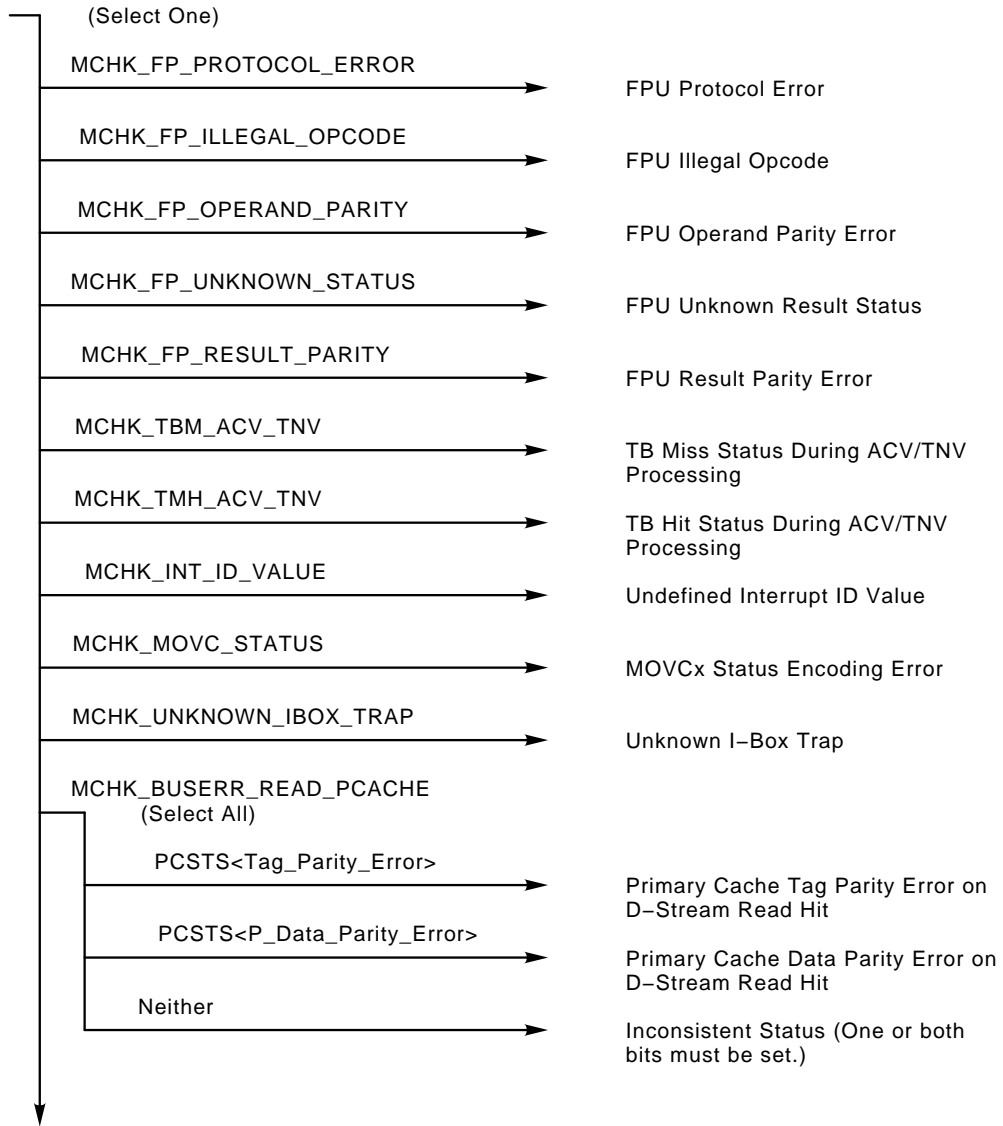 (Select One)
MCHK_FP_PROTOCOL_ERROR
FPU Protocol Error
MCHK_FP_ILLEGAL_OPCODE
FPU Illegal Opcode
MCHK_FP_OPERAND_PARITY
FPU Operand Parity Error
MCHK_FP_UNKNOWN_STATUS
FPU Unknown Result Status
MCHK_FP_RESULT_PARITY
FPU Result Parity Error
MCHK_TBM_ACV_TNV
TB Miss Status During ACV/TNV
Processing
MCHK_TMH_ACV_TNV
TB Hit Status During ACV/TNV
Processing
MCHK_INT_ID_VALUE
Undefined Interrupt ID Value
MCHK_MOVC_STATUS
MOVCx Status Encoding Error
MCHK_UNKNOWN_IBOX_TRAP
Unknown I−Box Trap
MCHK_BUSERR_READ_PCACHE
(Select All)
PCSTS<Tag_Parity_Error>
Primary Cache Tag Parity Error on
D−Stream Read Hit
PCSTS<P_Data_Parity_Error>
Primary Cache Data Parity Error on
D−Stream Read Hit
Neither
Inconsistent Status (One or both
bits must be set.)